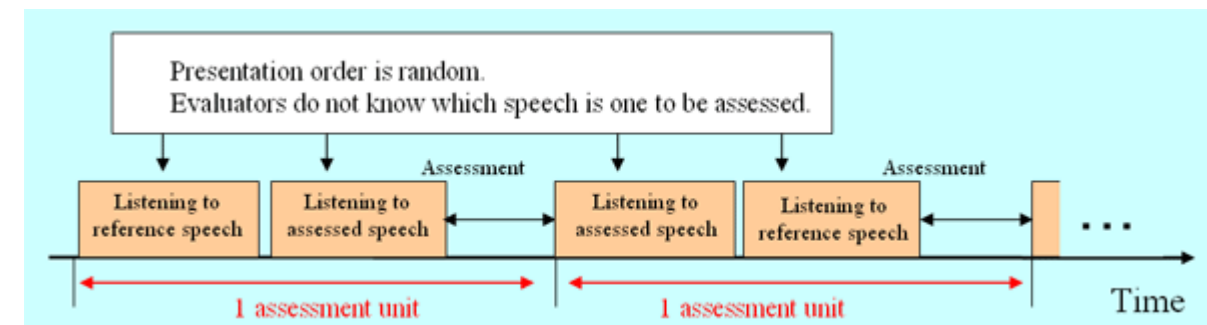 Presentation order is random.
Evaluators do not know which speech is one to be assessed.
Assessment
Assessment
Listening to
reference speech
Listening to
assessed speech
Listening to
assessed speech
Listening to
reference speech
...
1 assessment unit
1 assessment unit
Time